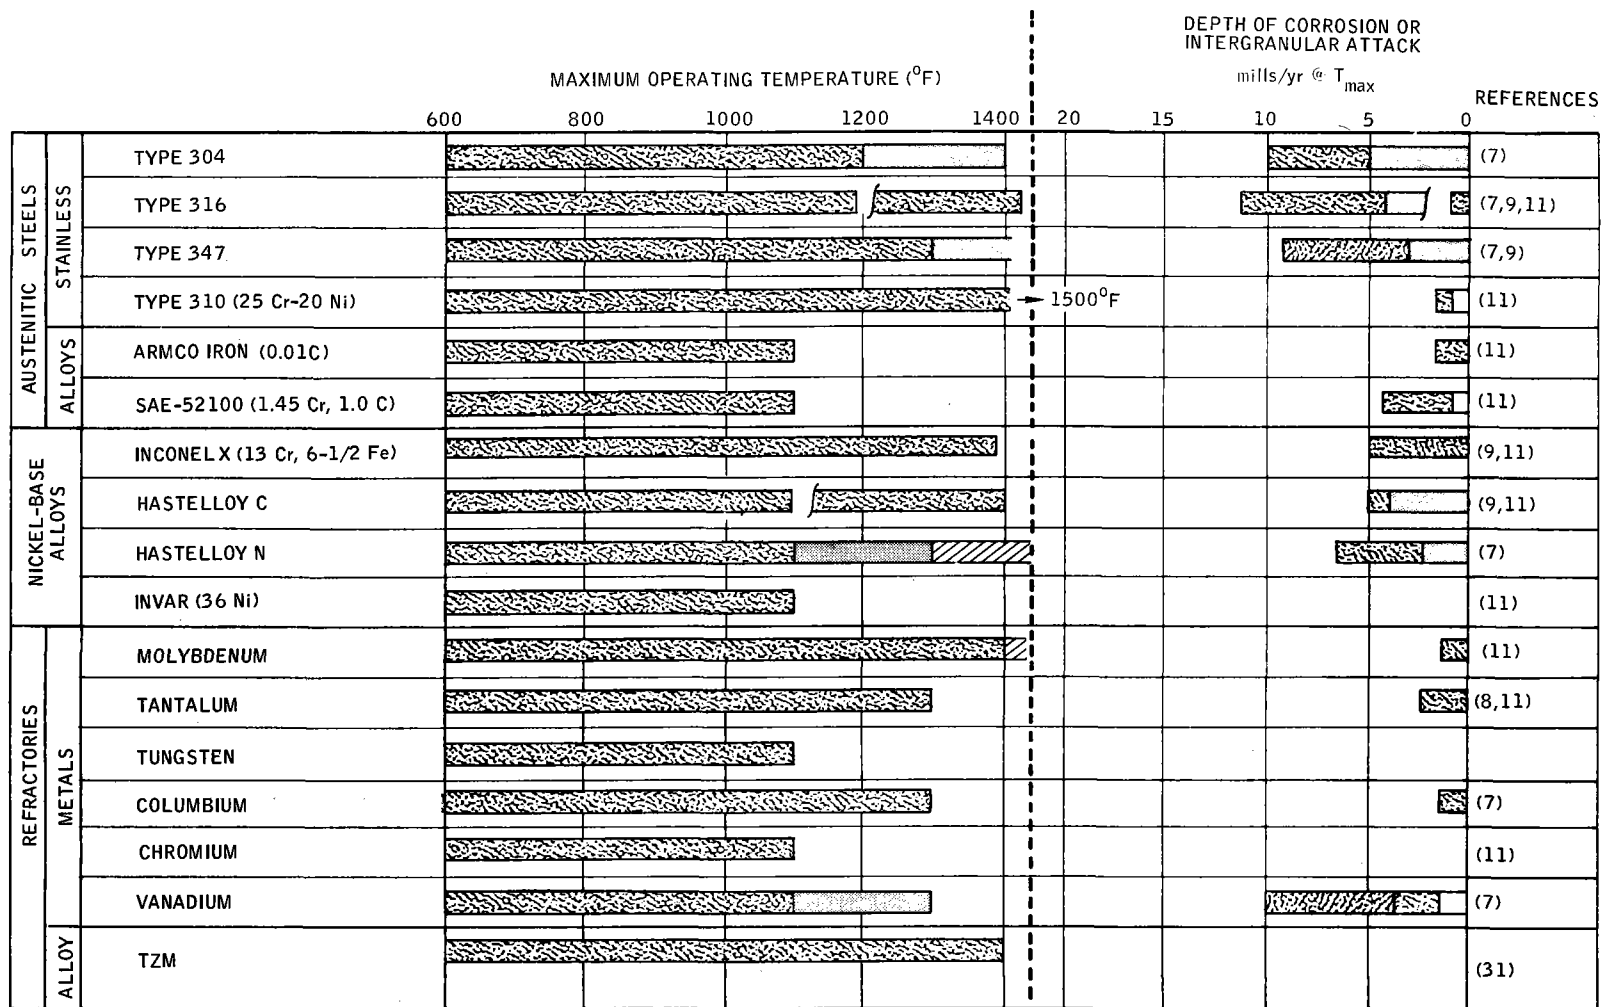 DEPTH OF CORROSION OR
INTERGRANULAR ATTACK
MAXIMUM OPERATING TEMPERATURE (°F)
mills/yr @ Tmax
REFERENCES
600 800 1000 1200 1400 20 15 10 5 0
AUSTENITIC STEELS
STAINLESS
TYPE 304 (7)
TYPE 316 (7,9,11)
TYPE 347 (7,9)
TYPE 310 (25 Cr-20 Ni) 1500°F (11)
ALLOYS
ARMCO IRON (0.01C) (11)
SAE-52100 (1.45 Cr, 1.0 C) (11)
NICKEL-BASE
ALLOYS
INCONEL X (13 Cr, 6-1/2 Fe) (9,11)
HASTELLOY C (9,11)
HASTELLOY N (7)
INVAR (36 Ni) (11)
REFRACTORIES
METALS
MOLYBDENUM (11)
TANTALUM (8,11)
TUNGSTEN
COLUMBIUM (7)
CHROMIUM (11)
VANADIUM (7)
ALLOY
TZM (31)